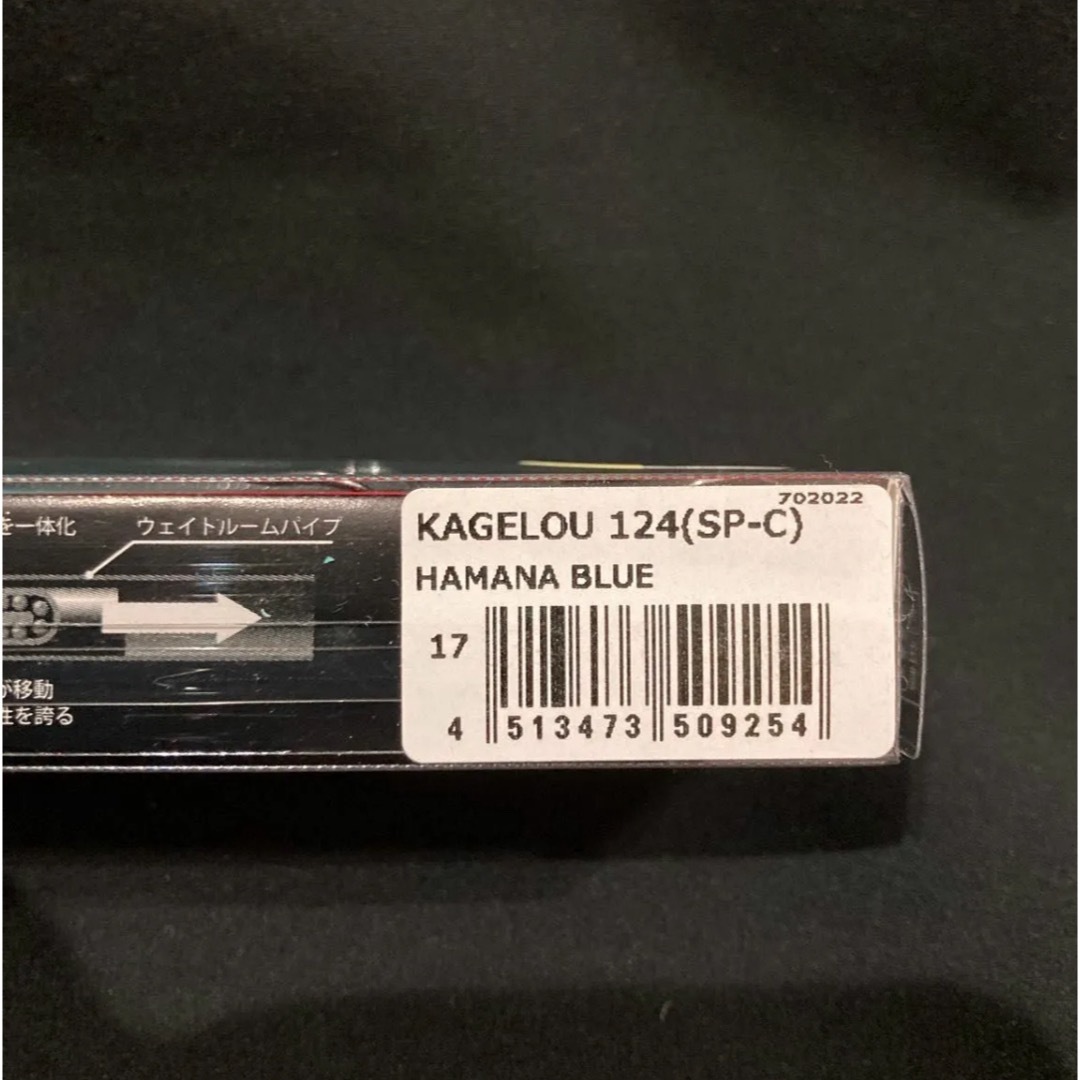 を一体化
ウェイトルームパイプ
が移動
性を誇る
702022
KAGELOU 124(SP-C)
HAMANA BLUE
17
4 513473 509254